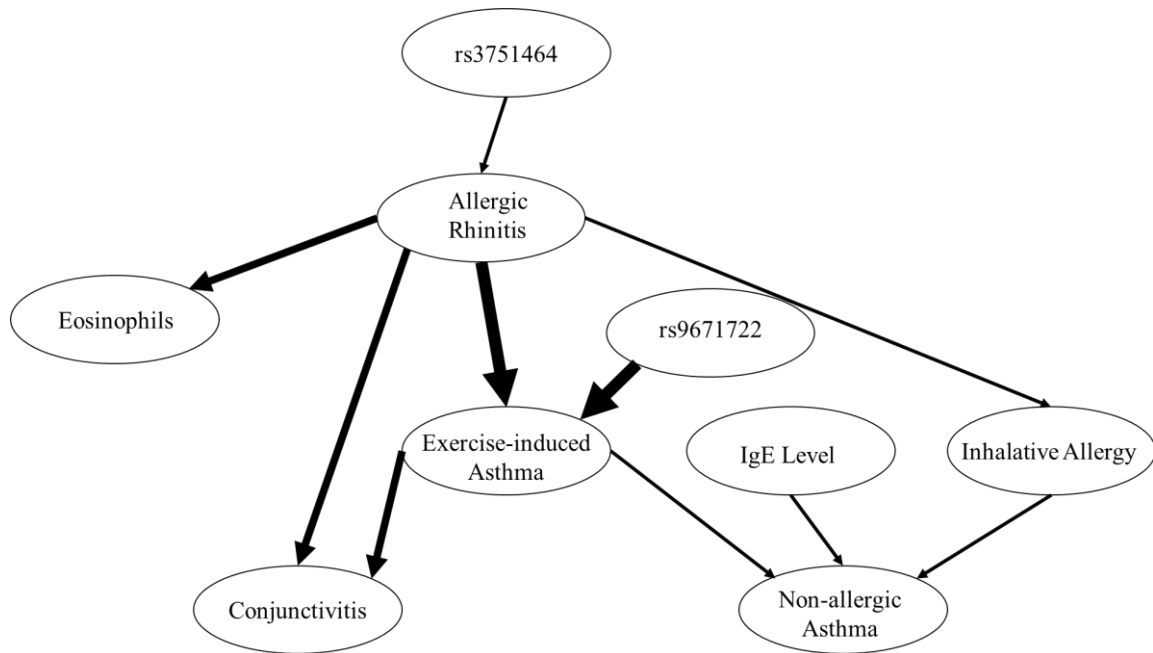 rs3751464
Allergic
Rhinitis
Eosinophils
rs9671722
Exercise-induced
Asthma
IgE Level
Inhalative Allergy
Conjunctivitis
Non-allergic
Asthma